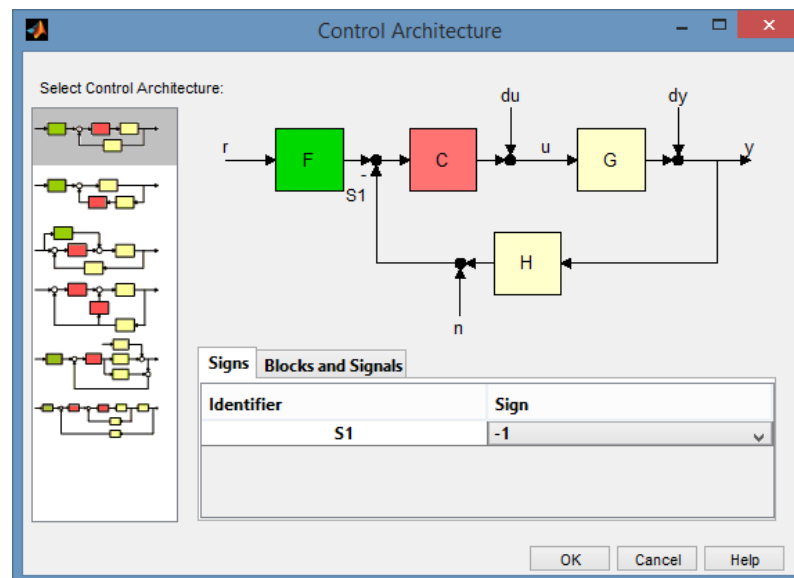 Control Architecture
Select Control Architecture:
du
dy
r
F
C
u
G
y
-
S1
H
n
Signs
Blocks and Signals
Identifier
Sign
S1
-1
OK
Cancel
Help